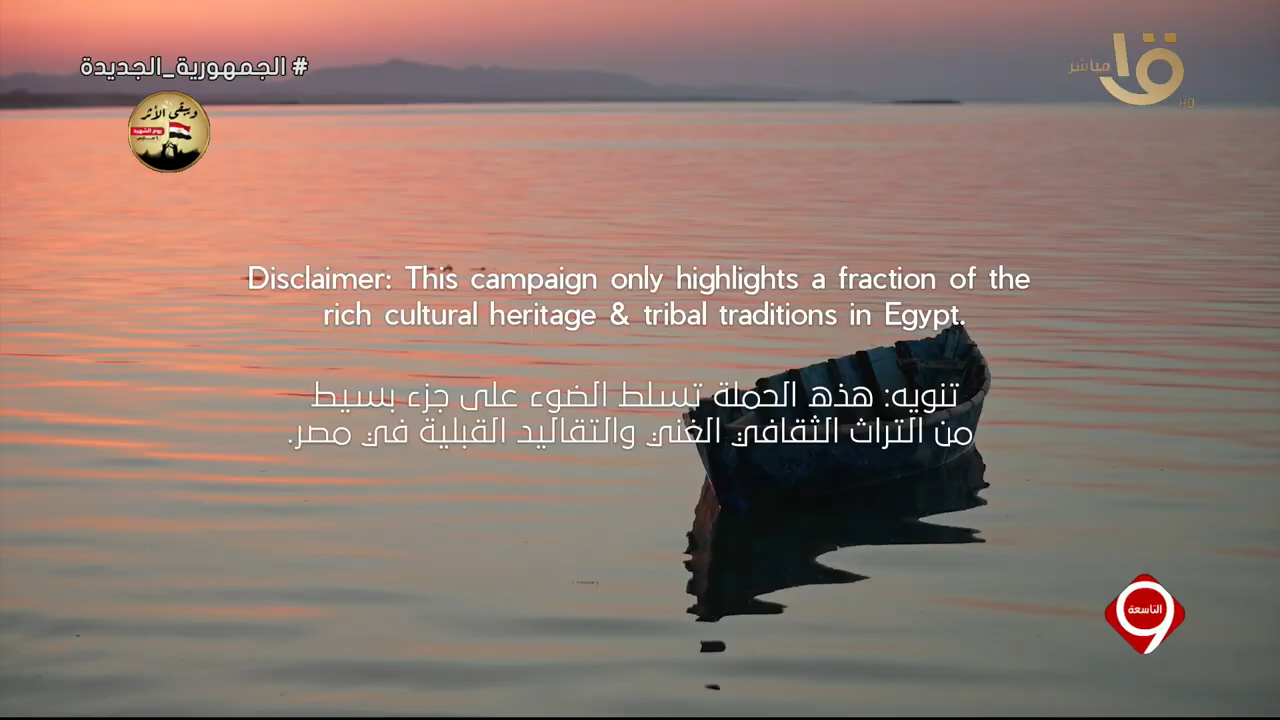 # الجمهورية_الجديدة
مباشر
HD
ويبقى الأثر
يوم الشهيد
Disclaimer: This campaign only highlights a fraction of the
rich cultural heritage & tribal traditions in Egypt.
تنويه: هذه الحملة تسلط الضوء على جزء بسيط
من التراث الثقافي الغني والتقاليد القبلية في مصر.
التاسعة
9